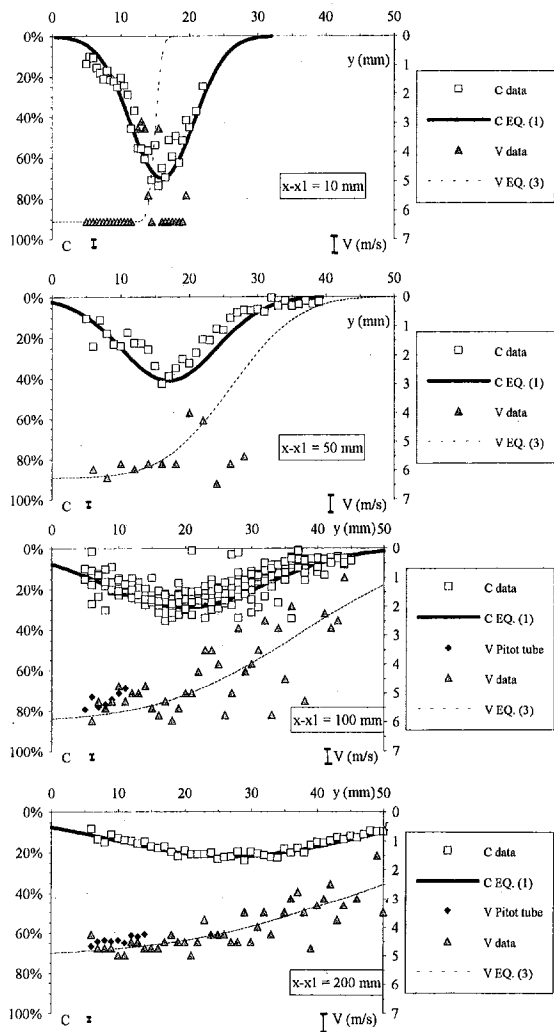 0 10 20 30 40 50
0%
20%
40%
60%
80%
100%
0
1
2
3
4
5
6
7
y (mm)
x-x1 = 10 mm
C
V (m/s)
C data
C EQ. (1)
V data
V EQ. (3)
0 10 20 30 40 50
0%
20%
40%
60%
80%
100%
0
1
2
3
4
5
6
7
y (mm)
x-x1 = 50 mm
C
V (m/s)
C data
C EQ. (1)
V data
V EQ. (3)
0 10 20 30 40 50
0%
20%
40%
60%
80%
100%
0
1
2
3
4
5
6
7
y (mm)
x-x1 = 100 mm
C
V (m/s)
C data
C EQ. (1)
V Pitot tube
V data
V EQ. (3)
0 10 20 30 40 50
0%
20%
40%
60%
80%
100%
0
1
2
3
4
5
6
7
y (mm)
x-x1 = 200 mm
C
V (m/s)
C data
C EQ. (1)
V Pitot tube
V data
V EQ. (3)